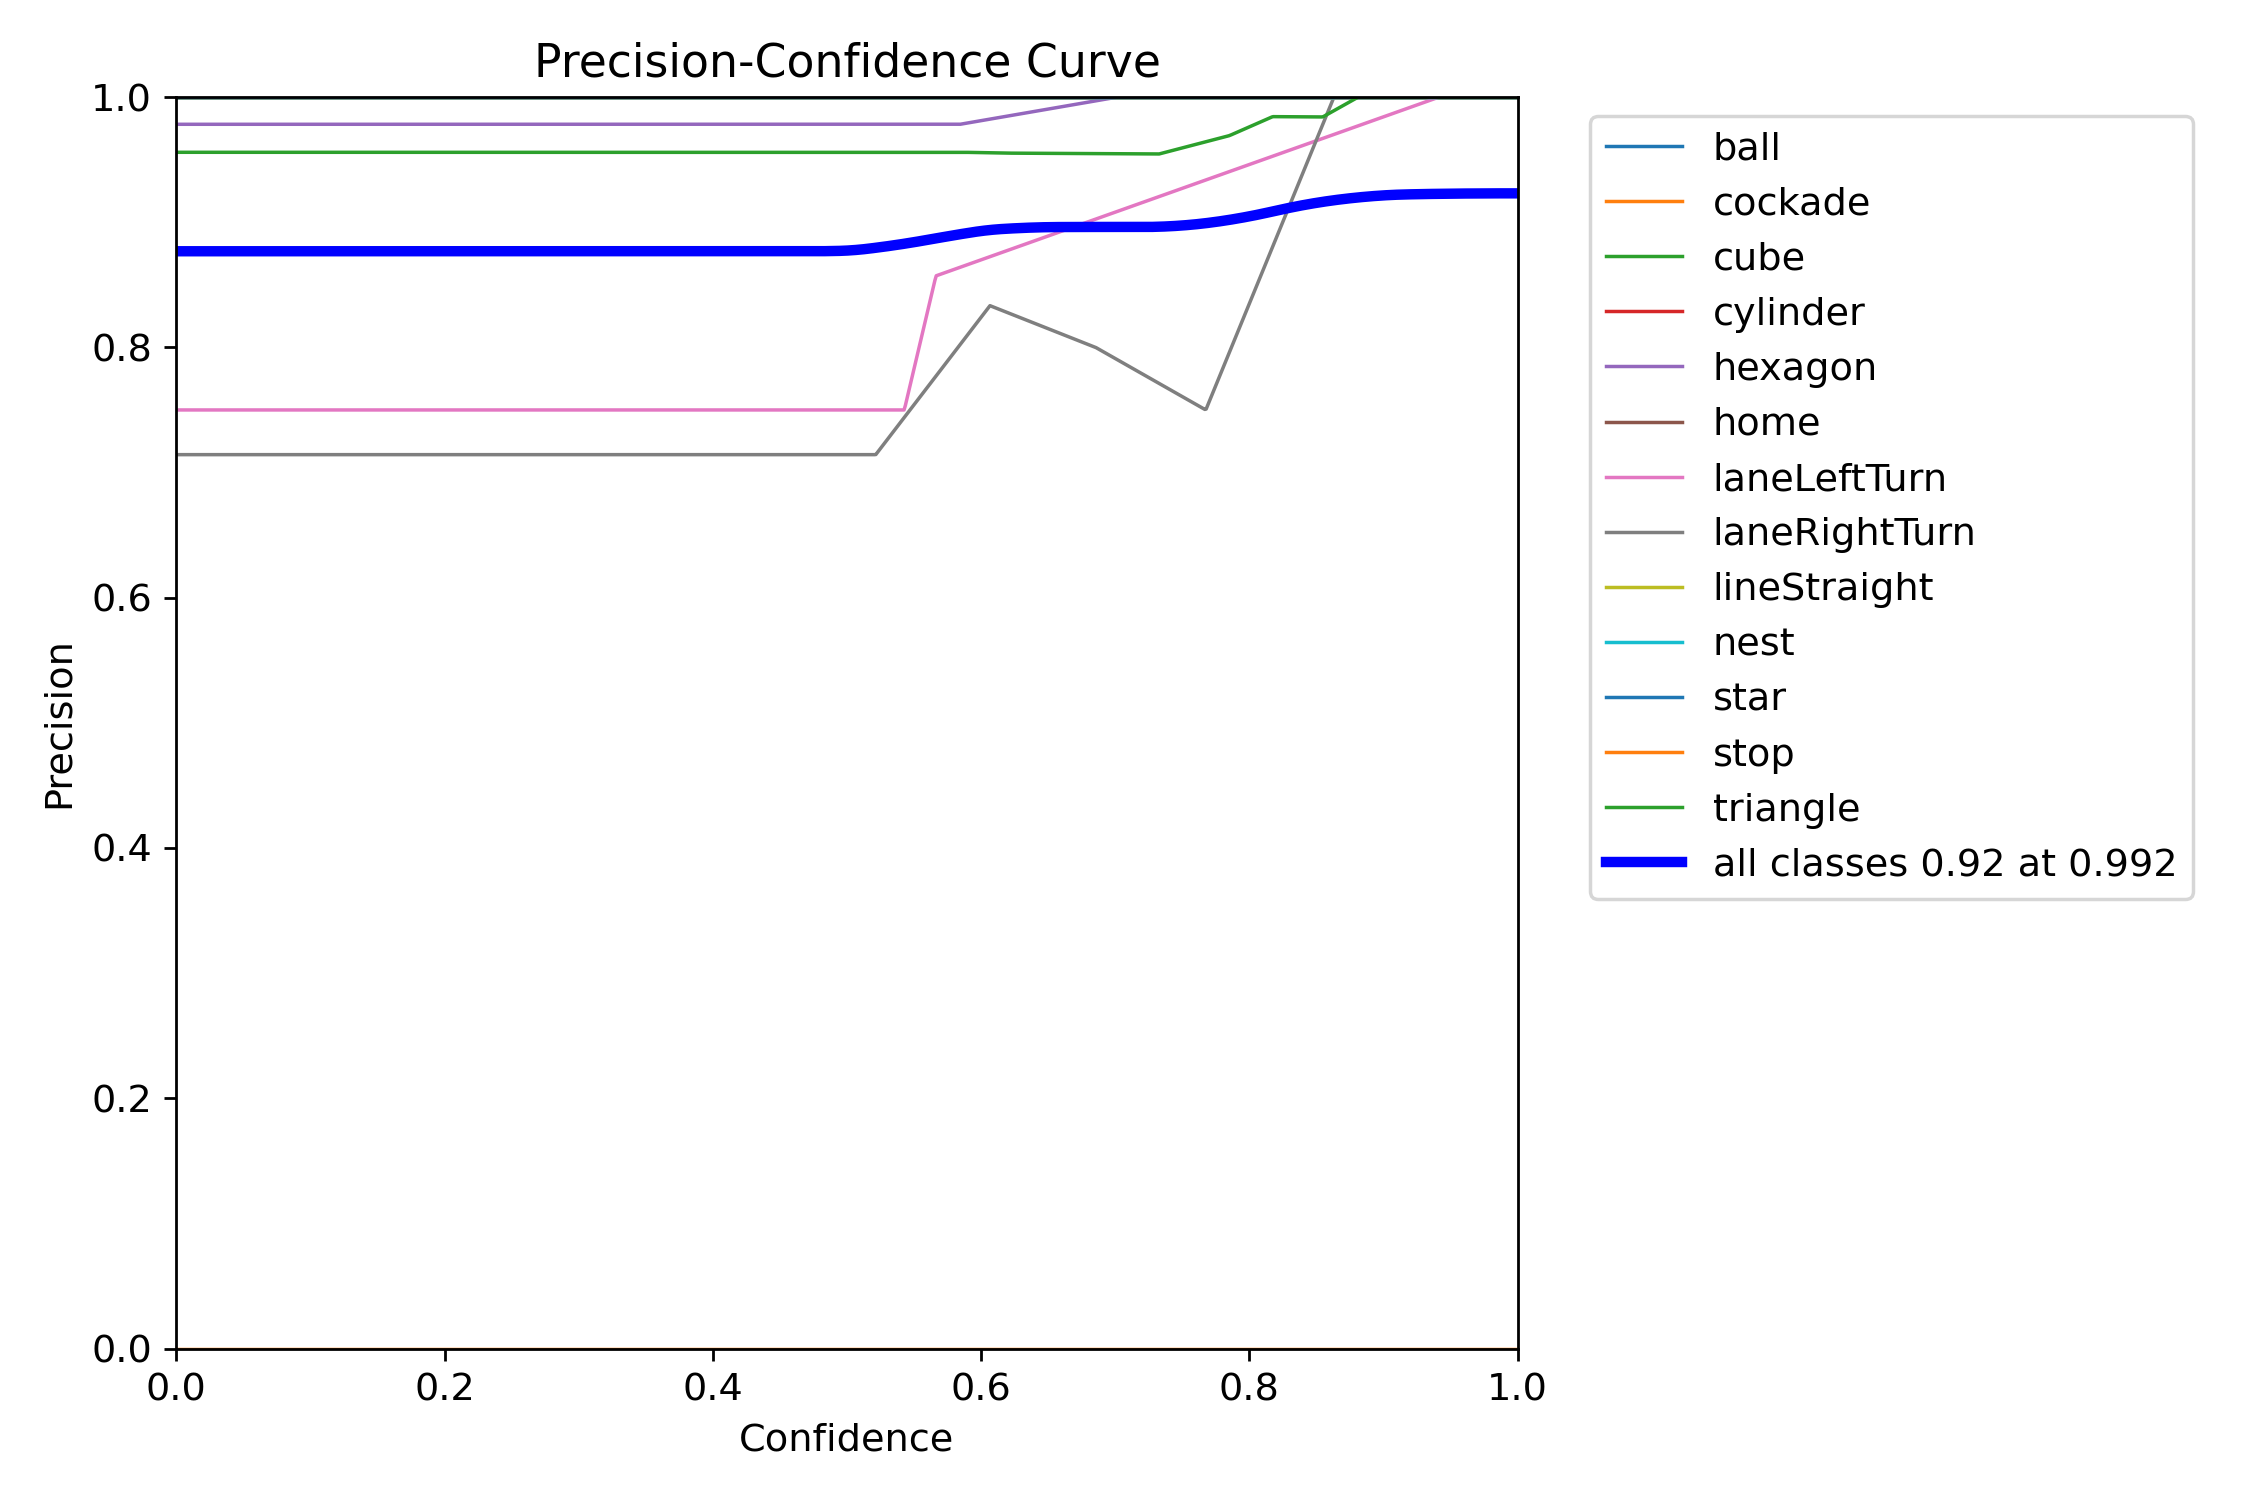 Precision-Confidence Curve
1.0
0.8
0.6
0.4
0.2
0.0
Precision
0.0 0.2 0.4 0.6 0.8 1.0
Confidence
ball
cockade
cube
cylinder
hexagon
home
laneLeftTurn
laneRightTurn
lineStraight
nest
star
stop
triangle
all classes 0.92 at 0.992